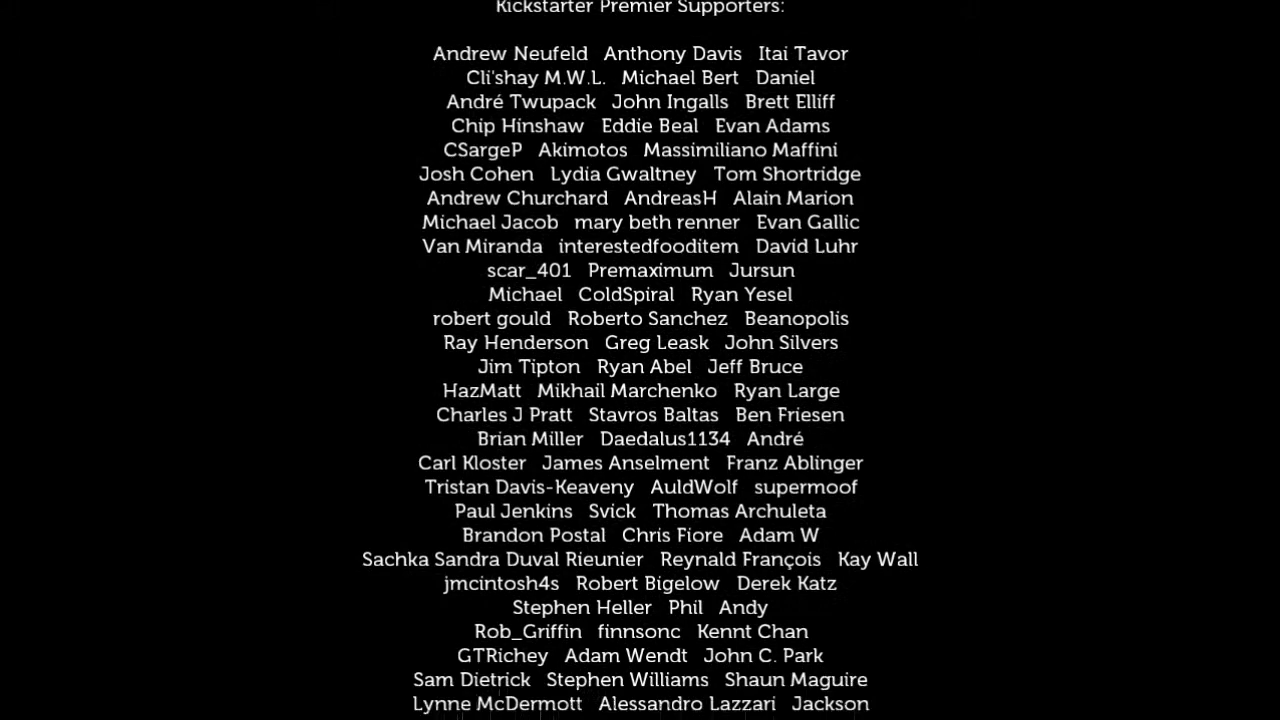 Kickstarter Premier Supporters:
Andrew Neufeld Anthony Davis Itai Tavor
Cli'shay M.W.L. Michael Bert Daniel
André Twupack John Ingalls Brett Elliff
Chip Hinshaw Eddie Beal Evan Adams
CSargeP Akimotos Massimiliano Maffini
Josh Cohen Lydia Gwaltney Tom Shortridge
Andrew Churchard AndreasH Alain Marion
Michael Jacob mary beth renner Evan Gallic
Van Miranda interestedfooditem David Luhr
scar_401 Premaximum Jursun
Michael ColdSpiral Ryan Yesel
robert gould Roberto Sanchez Beanopolis
Ray Henderson Greg Leask John Silvers
Jim Tipton Ryan Abel Jeff Bruce
HazMatt Mikhail Marchenko Ryan Large
Charles J Pratt Stavros Baltas Ben Friesen
Brian Miller Daedalus1134 André
Carl Kloster James Anselment Franz Ablinger
Tristan Davis-Keaveny AuldWolf supermoof
Paul Jenkins Svick Thomas Archuleta
Brandon Postal Chris Fiore Adam W
Sachka Sandra Duval Rieunier Reynald François Kay Wall
jmcintosh4s Robert Bigelow Derek Katz
Stephen Heller Phil Andy
Rob_Griffin finnsonc Kennt Chan
GTRichey Adam Wendt John C. Park
Sam Dietrick Stephen Williams Shaun Maguire
Lynne McDermott Alessandro Lazzari Jackson